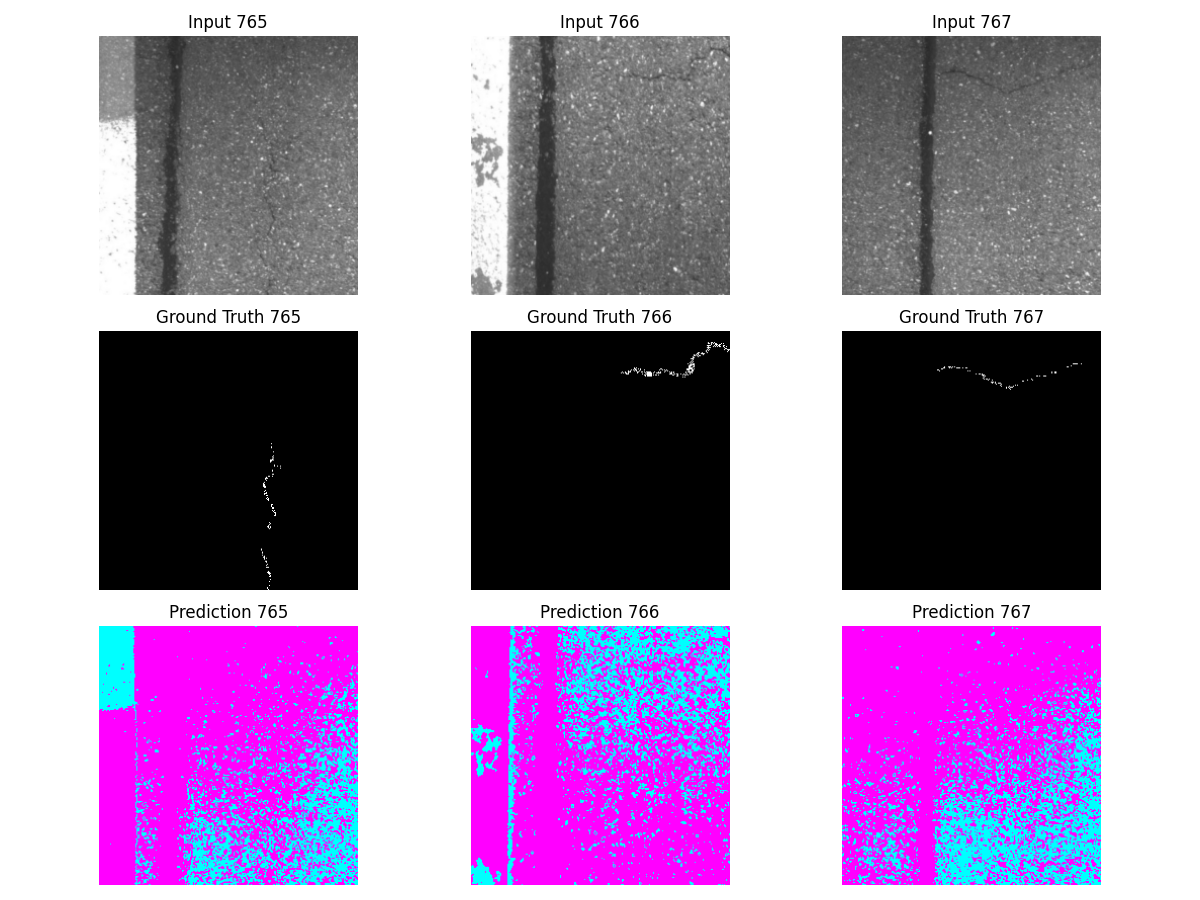 Input 765
Input 766
Input 767
Ground Truth 765
Ground Truth 766
Ground Truth 767
Prediction 765
Prediction 766
Prediction 767